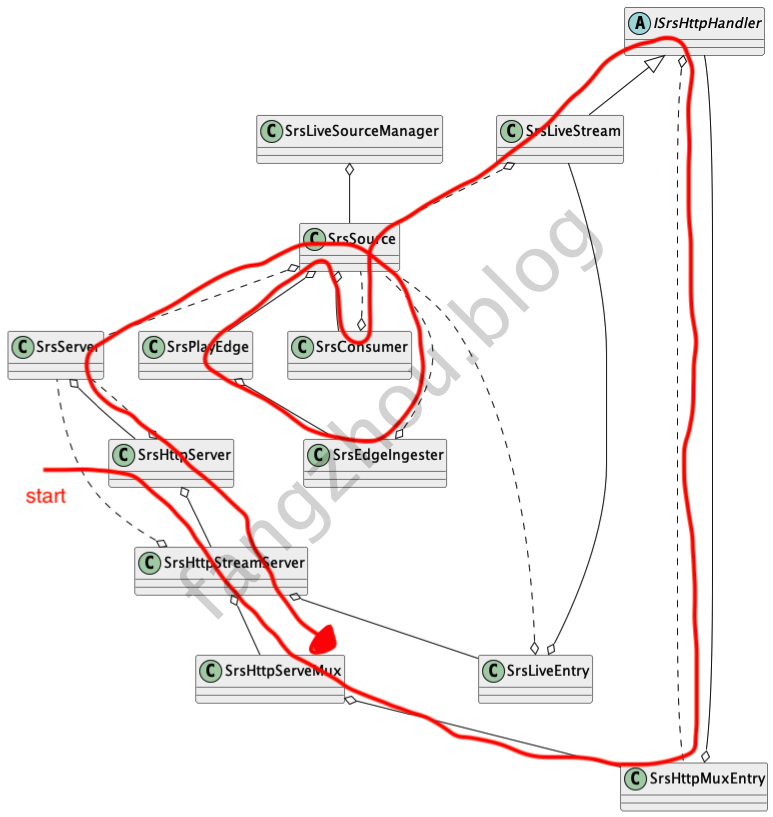 A ISrsHttpHandler
C SrsLiveSourceManager
C SrsLiveStream
C SrsSource
C SrsServer
C SrsPlayEdge
C SrsConsumer
C SrsHttpServer
C SrsEdgeIngester
start
C SrsHttpStreamServer
C SrsHttpServeMux
C SrsLiveEntry
C SrsHttpMuxEntry
fangzhou.blog